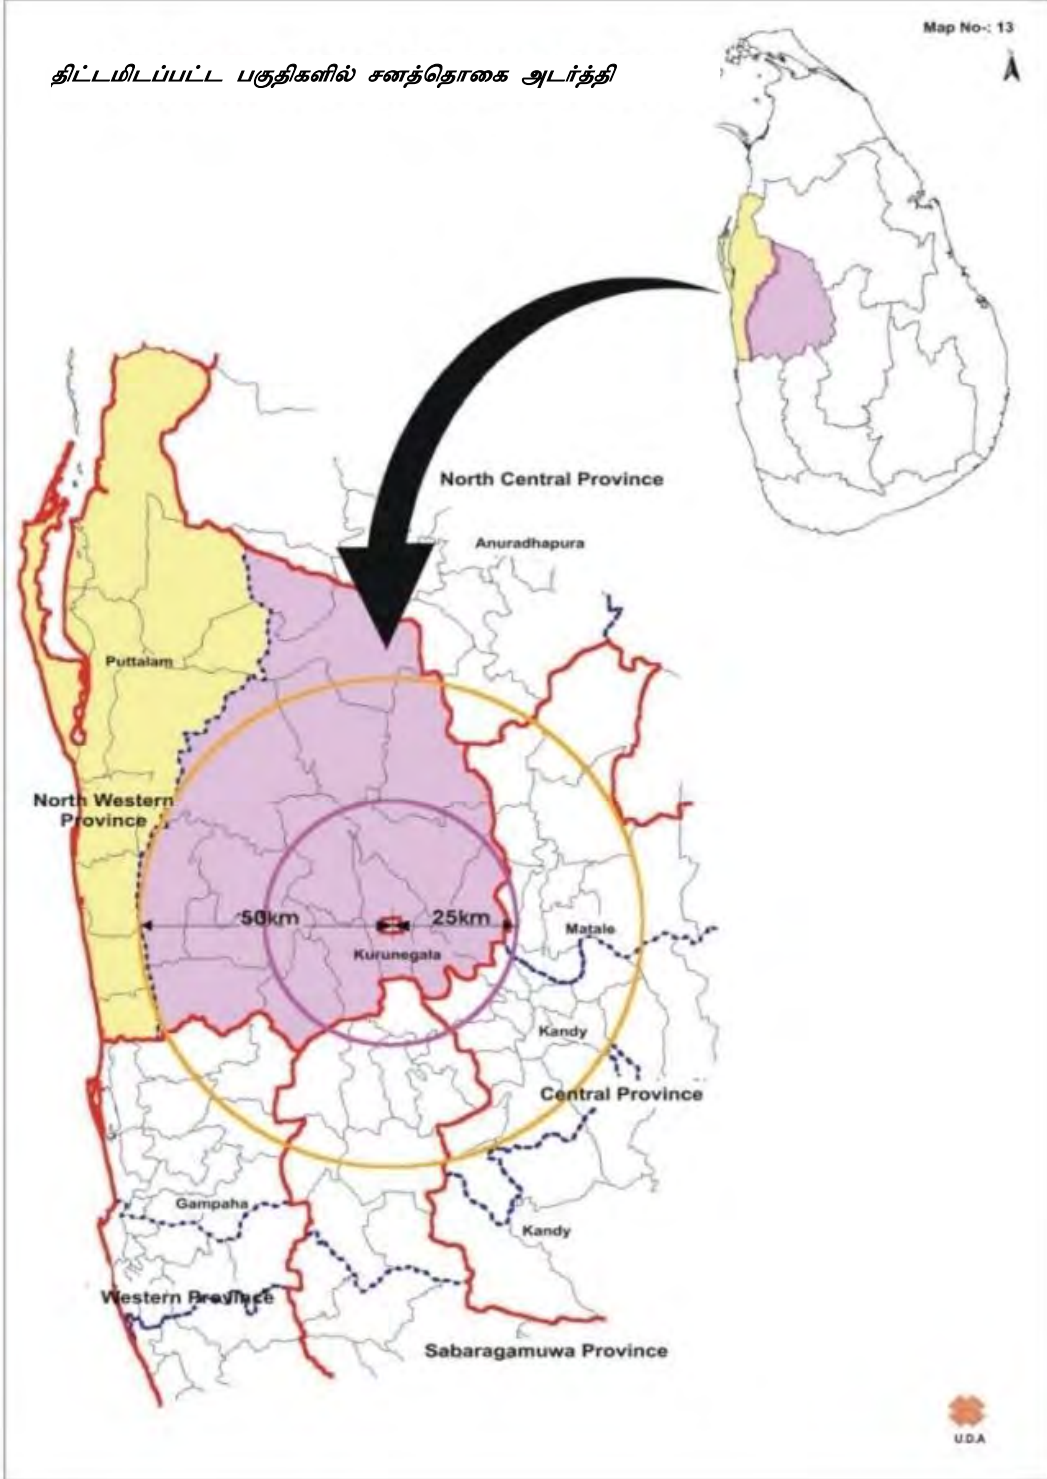 Map No-: 13
திட்டமிடப்பட்ட பகுதிகளில் சனத்தொகை அடர்த்தி
North Central Province
Anuradhapura
Puttalam
North Western
Province
50km
25km
Matale
Kurunegala
Kandy
Central Province
Gampaha
Kandy
Western Province
Sabaragamuwa Province
U.D.A